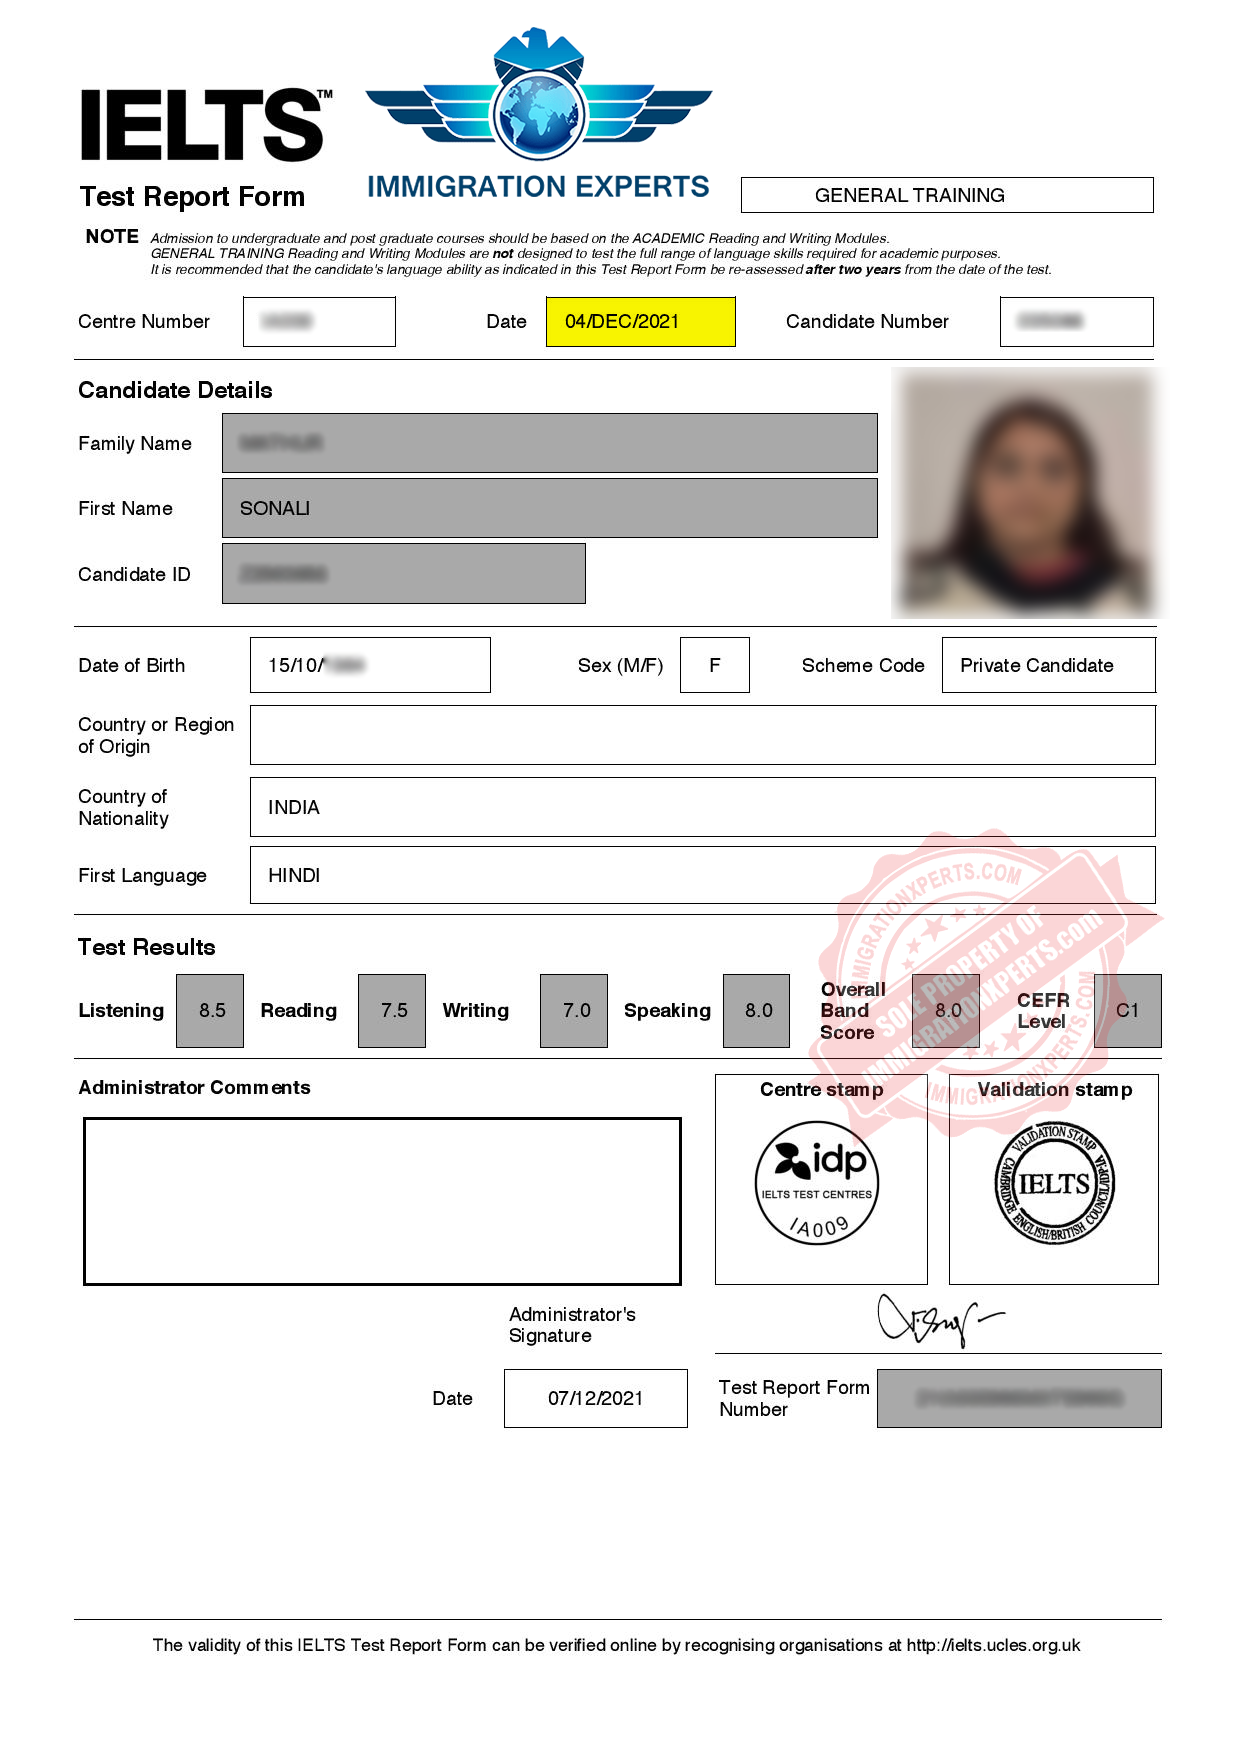 IELTS™
IMMIGRATION EXPERTS
Test Report Form
GENERAL TRAINING
NOTE Admission to undergraduate and post graduate courses should be based on the ACADEMIC Reading and Writing Modules.
GENERAL TRAINING Reading and Writing Modules are not designed to test the full range of language skills required for academic purposes.
It is recommended that the candidate's language ability as indicated in this Test Report Form be re-assessed after two years from the date of the test.
Centre Number Date 04/DEC/2021 Candidate Number
Candidate Details
Family Name
First Name SONALI
Candidate ID
Date of Birth 15/10/ Sex (M/F) F Scheme Code Private Candidate
Country or Region
of Origin
Country of
Nationality
INDIA
First Language HINDI
IMMIGRATIONXPERTS.COM
SOLE PROPERTY OF
IMMIGRATIONXPERTS.com
IMMIGRATIONXPERTS.COM
Test Results
Listening 8.5 Reading 7.5 Writing 7.0 Speaking 8.0 Overall Band Score 8.0 CEFR Level C1
Administrator Comments
Centre stamp
Validation stamp
idp
IELTS TEST CENTRES
IA009
VALIDATION STAMP
IELTS
CAMBRIDGE ENGLISH/BRITISH COUNCIL/IDP:IA
Administrator's
Signature
Date 07/12/2021
Test Report Form
Number
The validity of this IELTS Test Report Form can be verified online by recognising organisations at http://ielts.ucles.org.uk